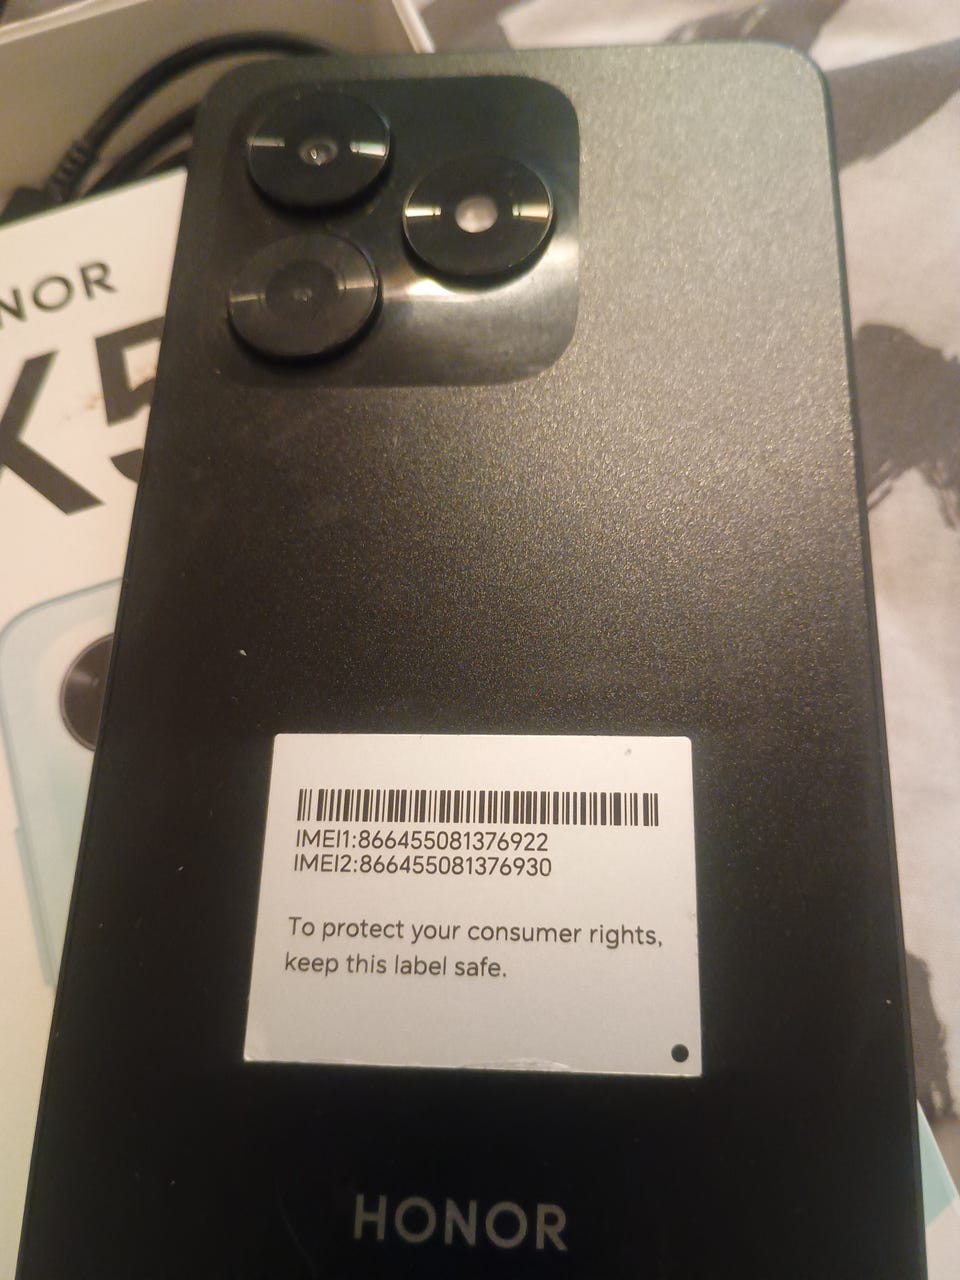 NOR
X5
IMEI1:866455081376922
IMEI2:866455081376930
To protect your consumer rights,
keep this label safe.
HONOR